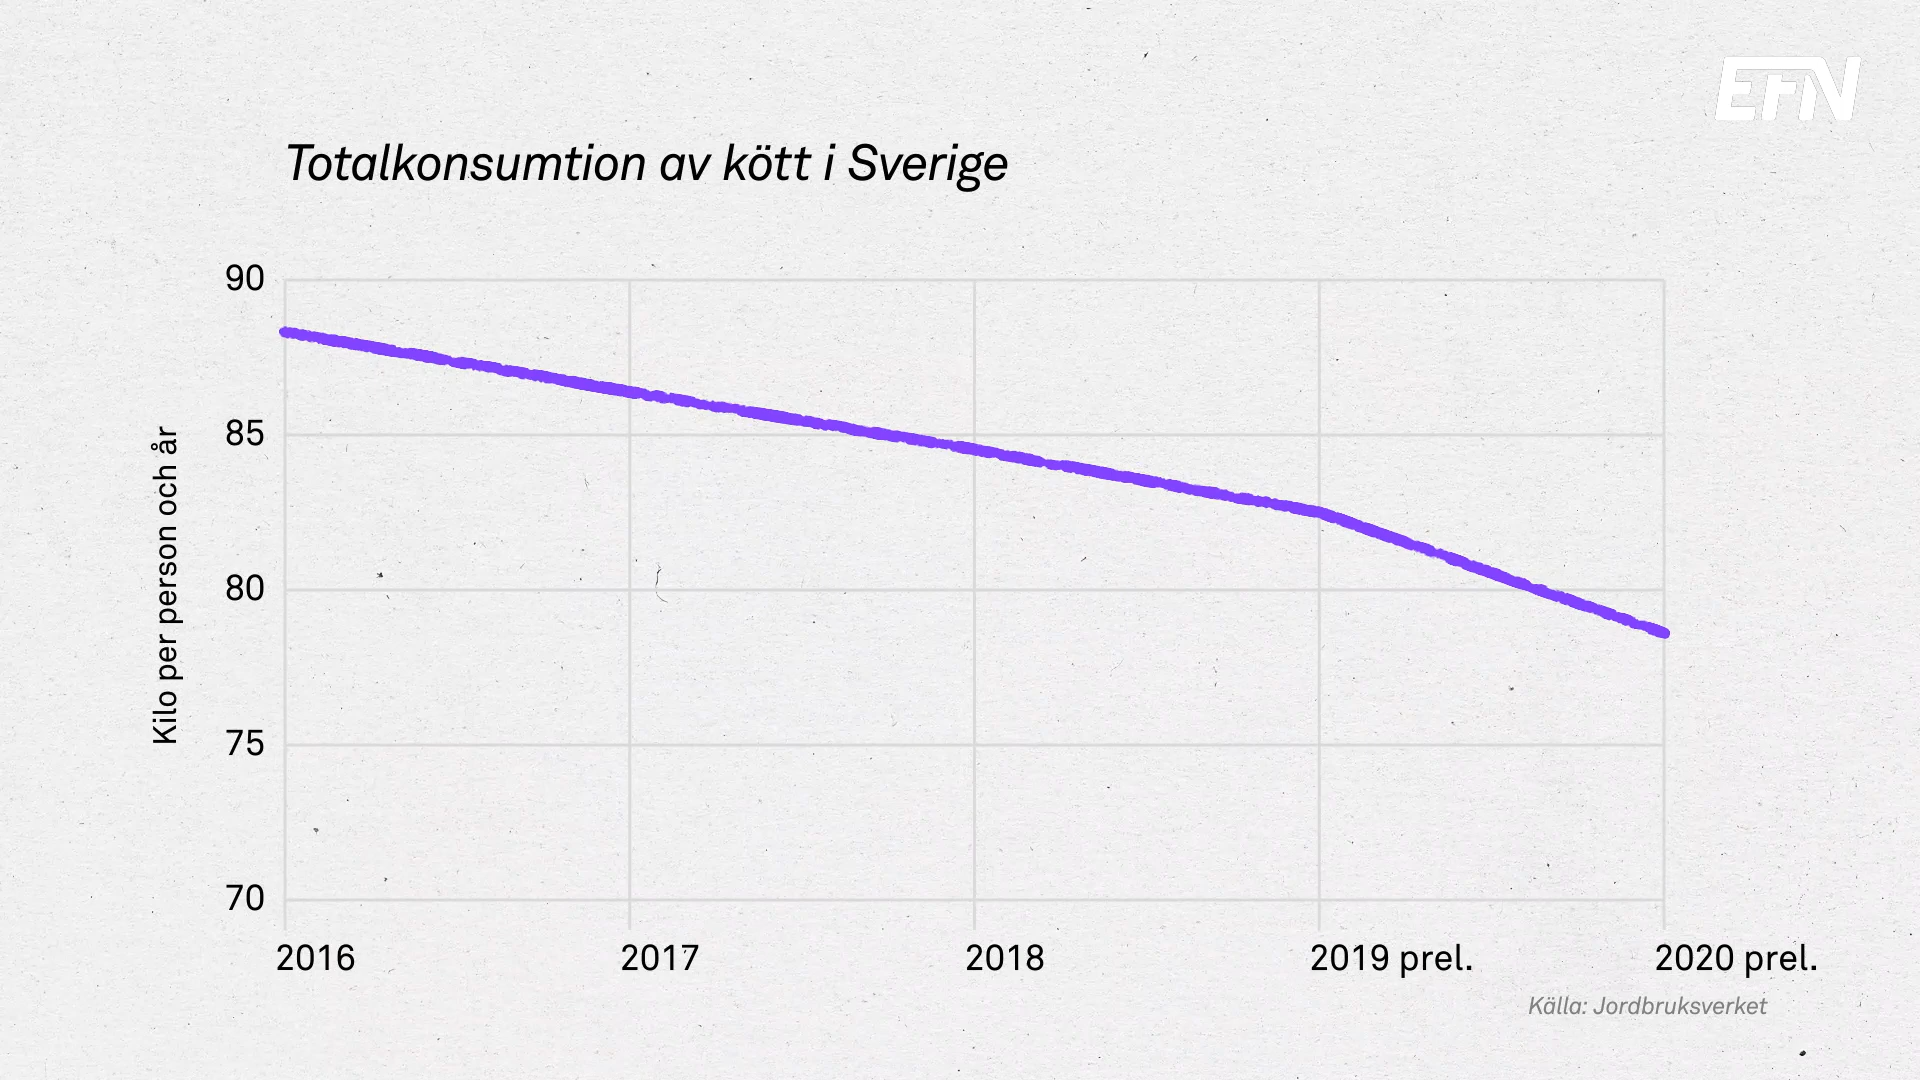 EFN
Totalkonsumtion av kött i Sverige
90
85
80
75
70
Kilo per person och år
2016
2017
2018
2019 prel.
2020 prel.
Källa: Jordbruksverket